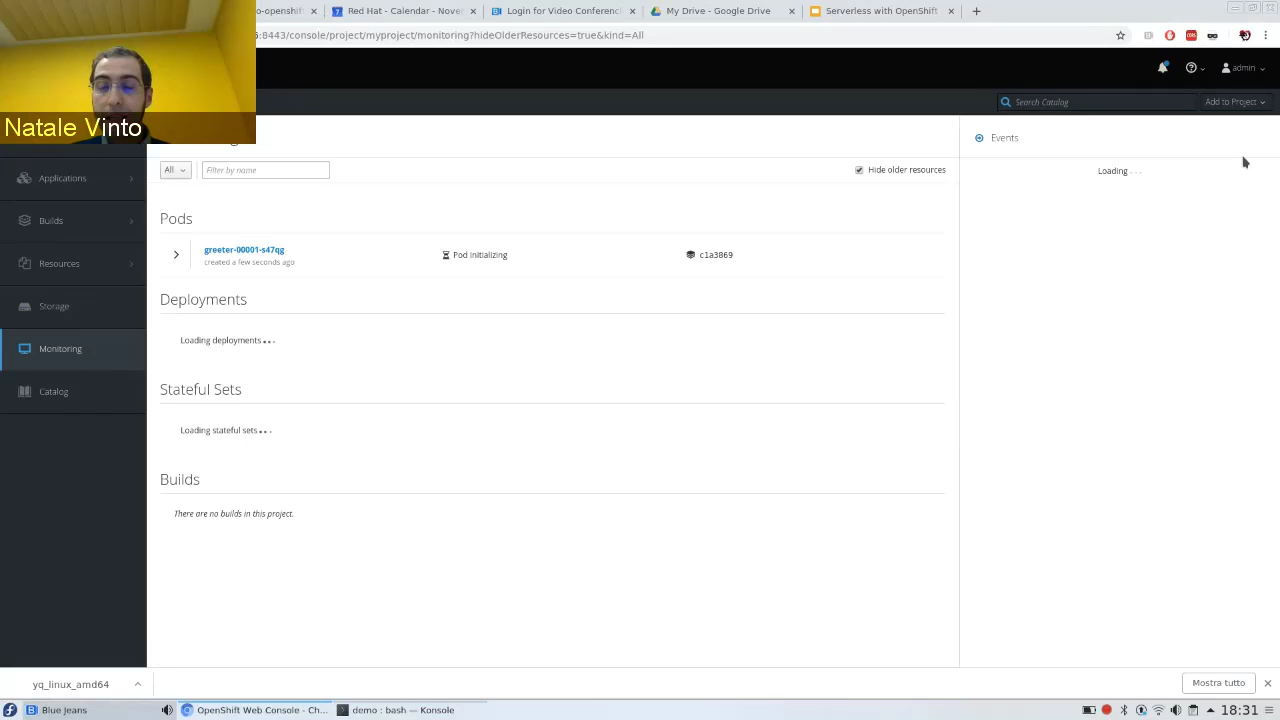 no-openshift
Red Hat - Calendar - Nove
Login for Video Conferenc
My Drive - Google Drive
Serverless with OpenShift
6:8443/console/project/myproject/monitoring?hideOlderResources=true&kind=All
admin
Search Catalog
Add to Project
Natale Vinto
Events
Loading
All
Filter by name
Hide older resources
Applications
Builds
Resources
Storage
Monitoring
Catalog
Pods
greeter-00001-s47qg
created a few seconds ago
Pod initializing
c1a3869
Deployments
Loading deployments
Stateful Sets
Loading stateful sets
Builds
There are no builds in this project.
yq_linux_amd64
Mostra tutto
Blue Jeans
OpenShift Web Console - Ch...
demo : bash — Konsole
18:31